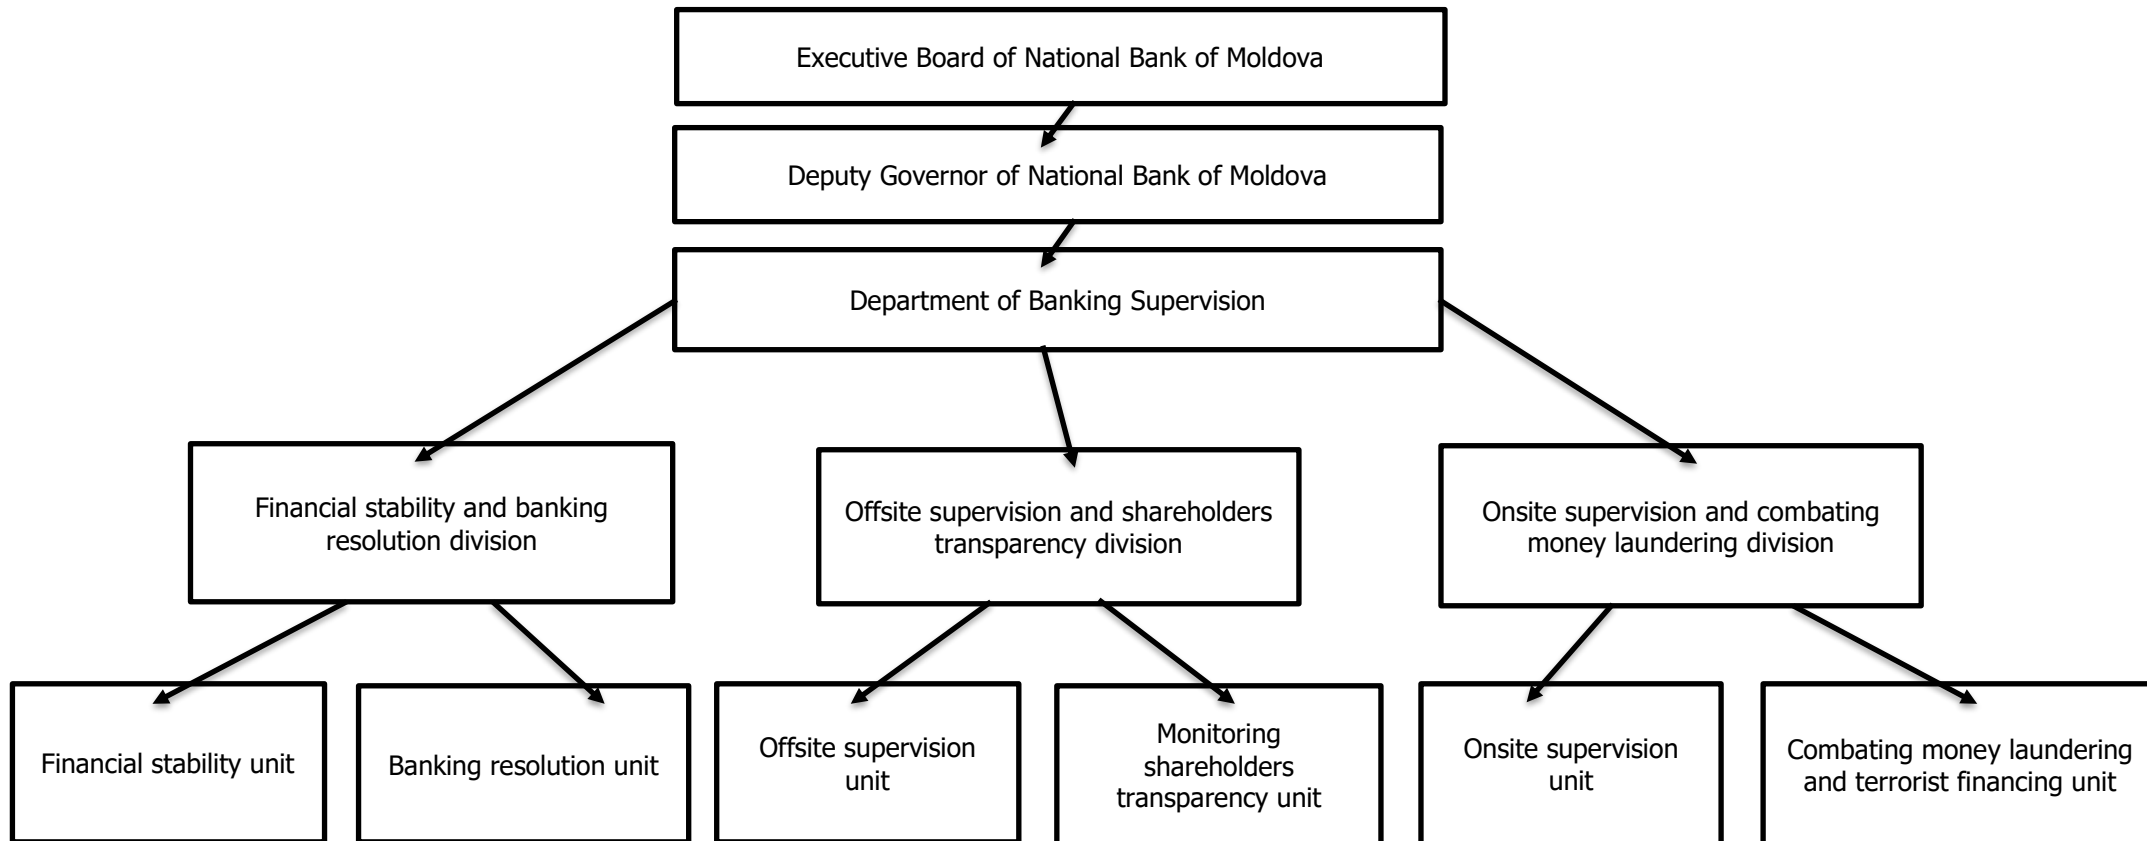 Executive Board of National Bank of Moldova
Deputy Governor of National Bank of Moldova
Department of Banking Supervision
Financial stability and banking
resolution division
Offsite supervision and shareholders
transparency division
Onsite supervision and combating
money laundering division
Financial stability unit
Banking resolution unit
Offsite supervision
unit
Monitoring
shareholders
transparency unit
Onsite supervision
unit
Combating money laundering
and terrorist financing unit